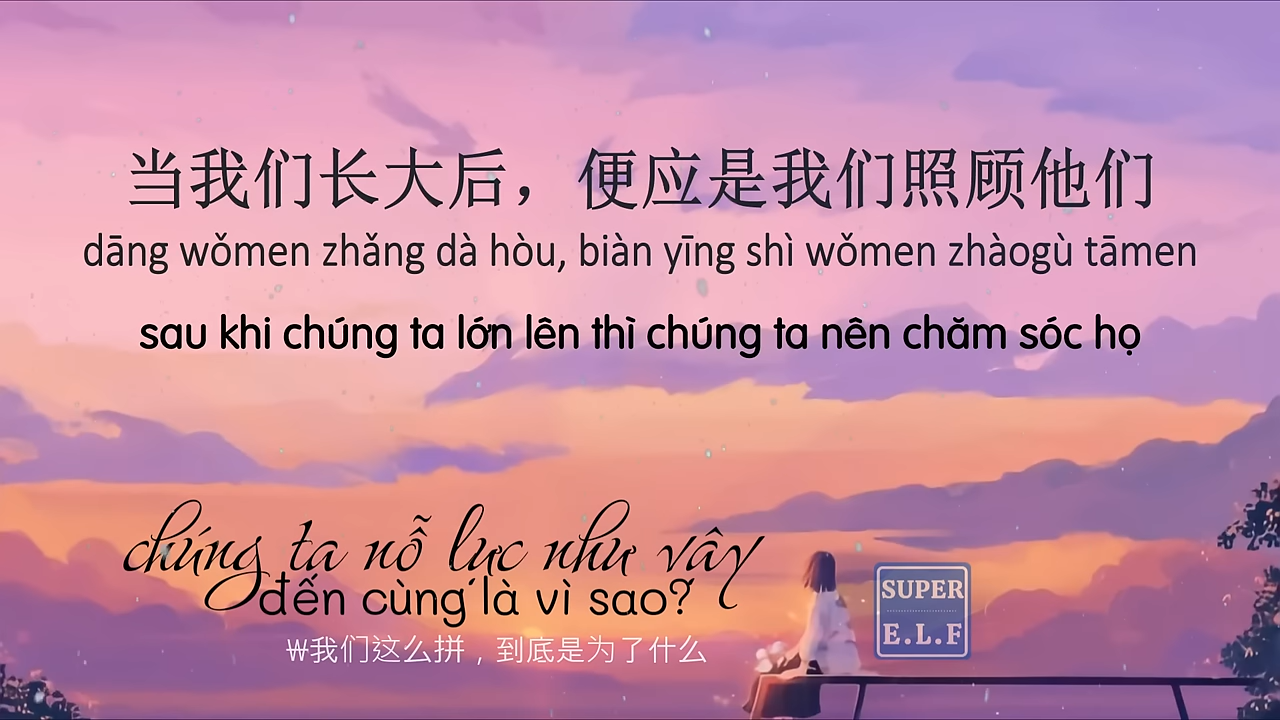 当我们长大后，便应是我们照顾他们
dāng wǒmen zhǎng dà hòu, biàn yīng shì wǒmen zhàogù tāmen
sau khi chúng ta lớn lên thì chúng ta nên chăm sóc họ
chúng ta nỗ lực như vậy
đến cùng là vì sao?
₩我们这么拼，到底是为了什么
SUPER
E.L.F